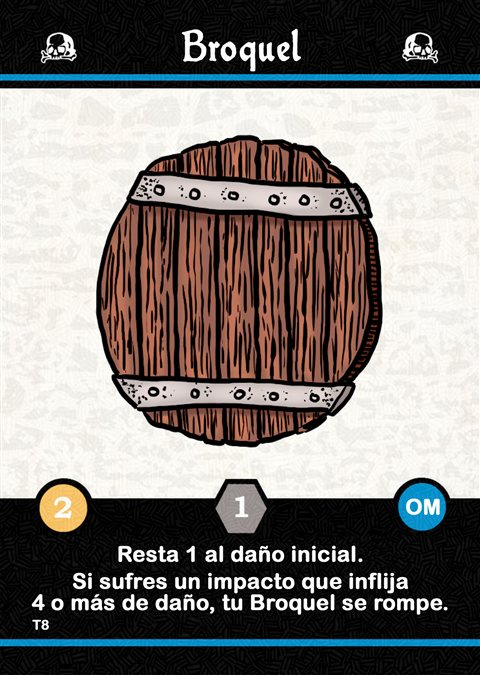 Broquel
2 1 OM
Resta 1 al daño inicial.
Si sufres un impacto que inflija
4 o más de daño, tu Broquel se rompe.
T8